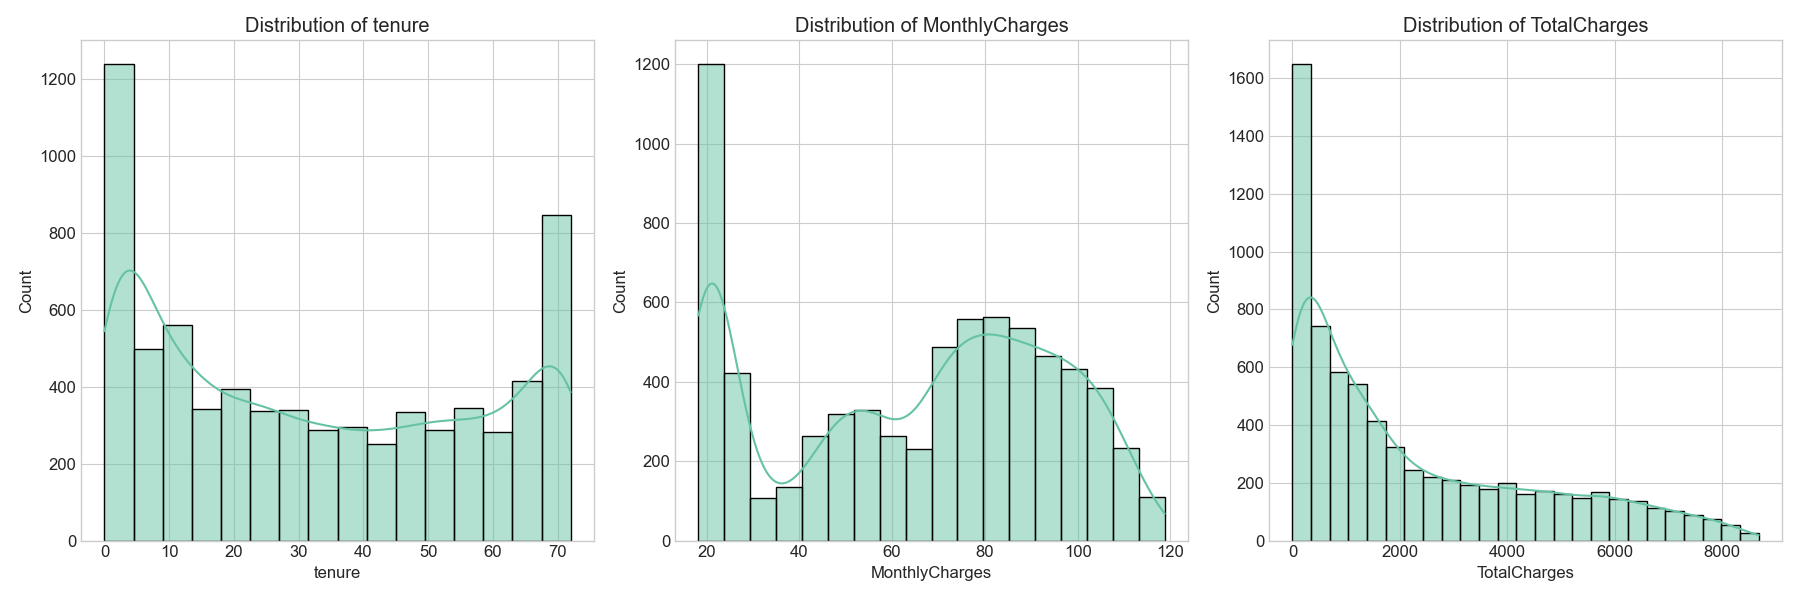 Distribution of tenure
Count
1200
1000
800
600
400
200
0
0 10 20 30 40 50 60 70
tenure
Distribution of MonthlyCharges
Count
1200
1000
800
600
400
200
0
20 40 60 80 100 120
MonthlyCharges
Distribution of TotalCharges
Count
1600
1400
1200
1000
800
600
400
200
0
0 2000 4000 6000 8000
TotalCharges